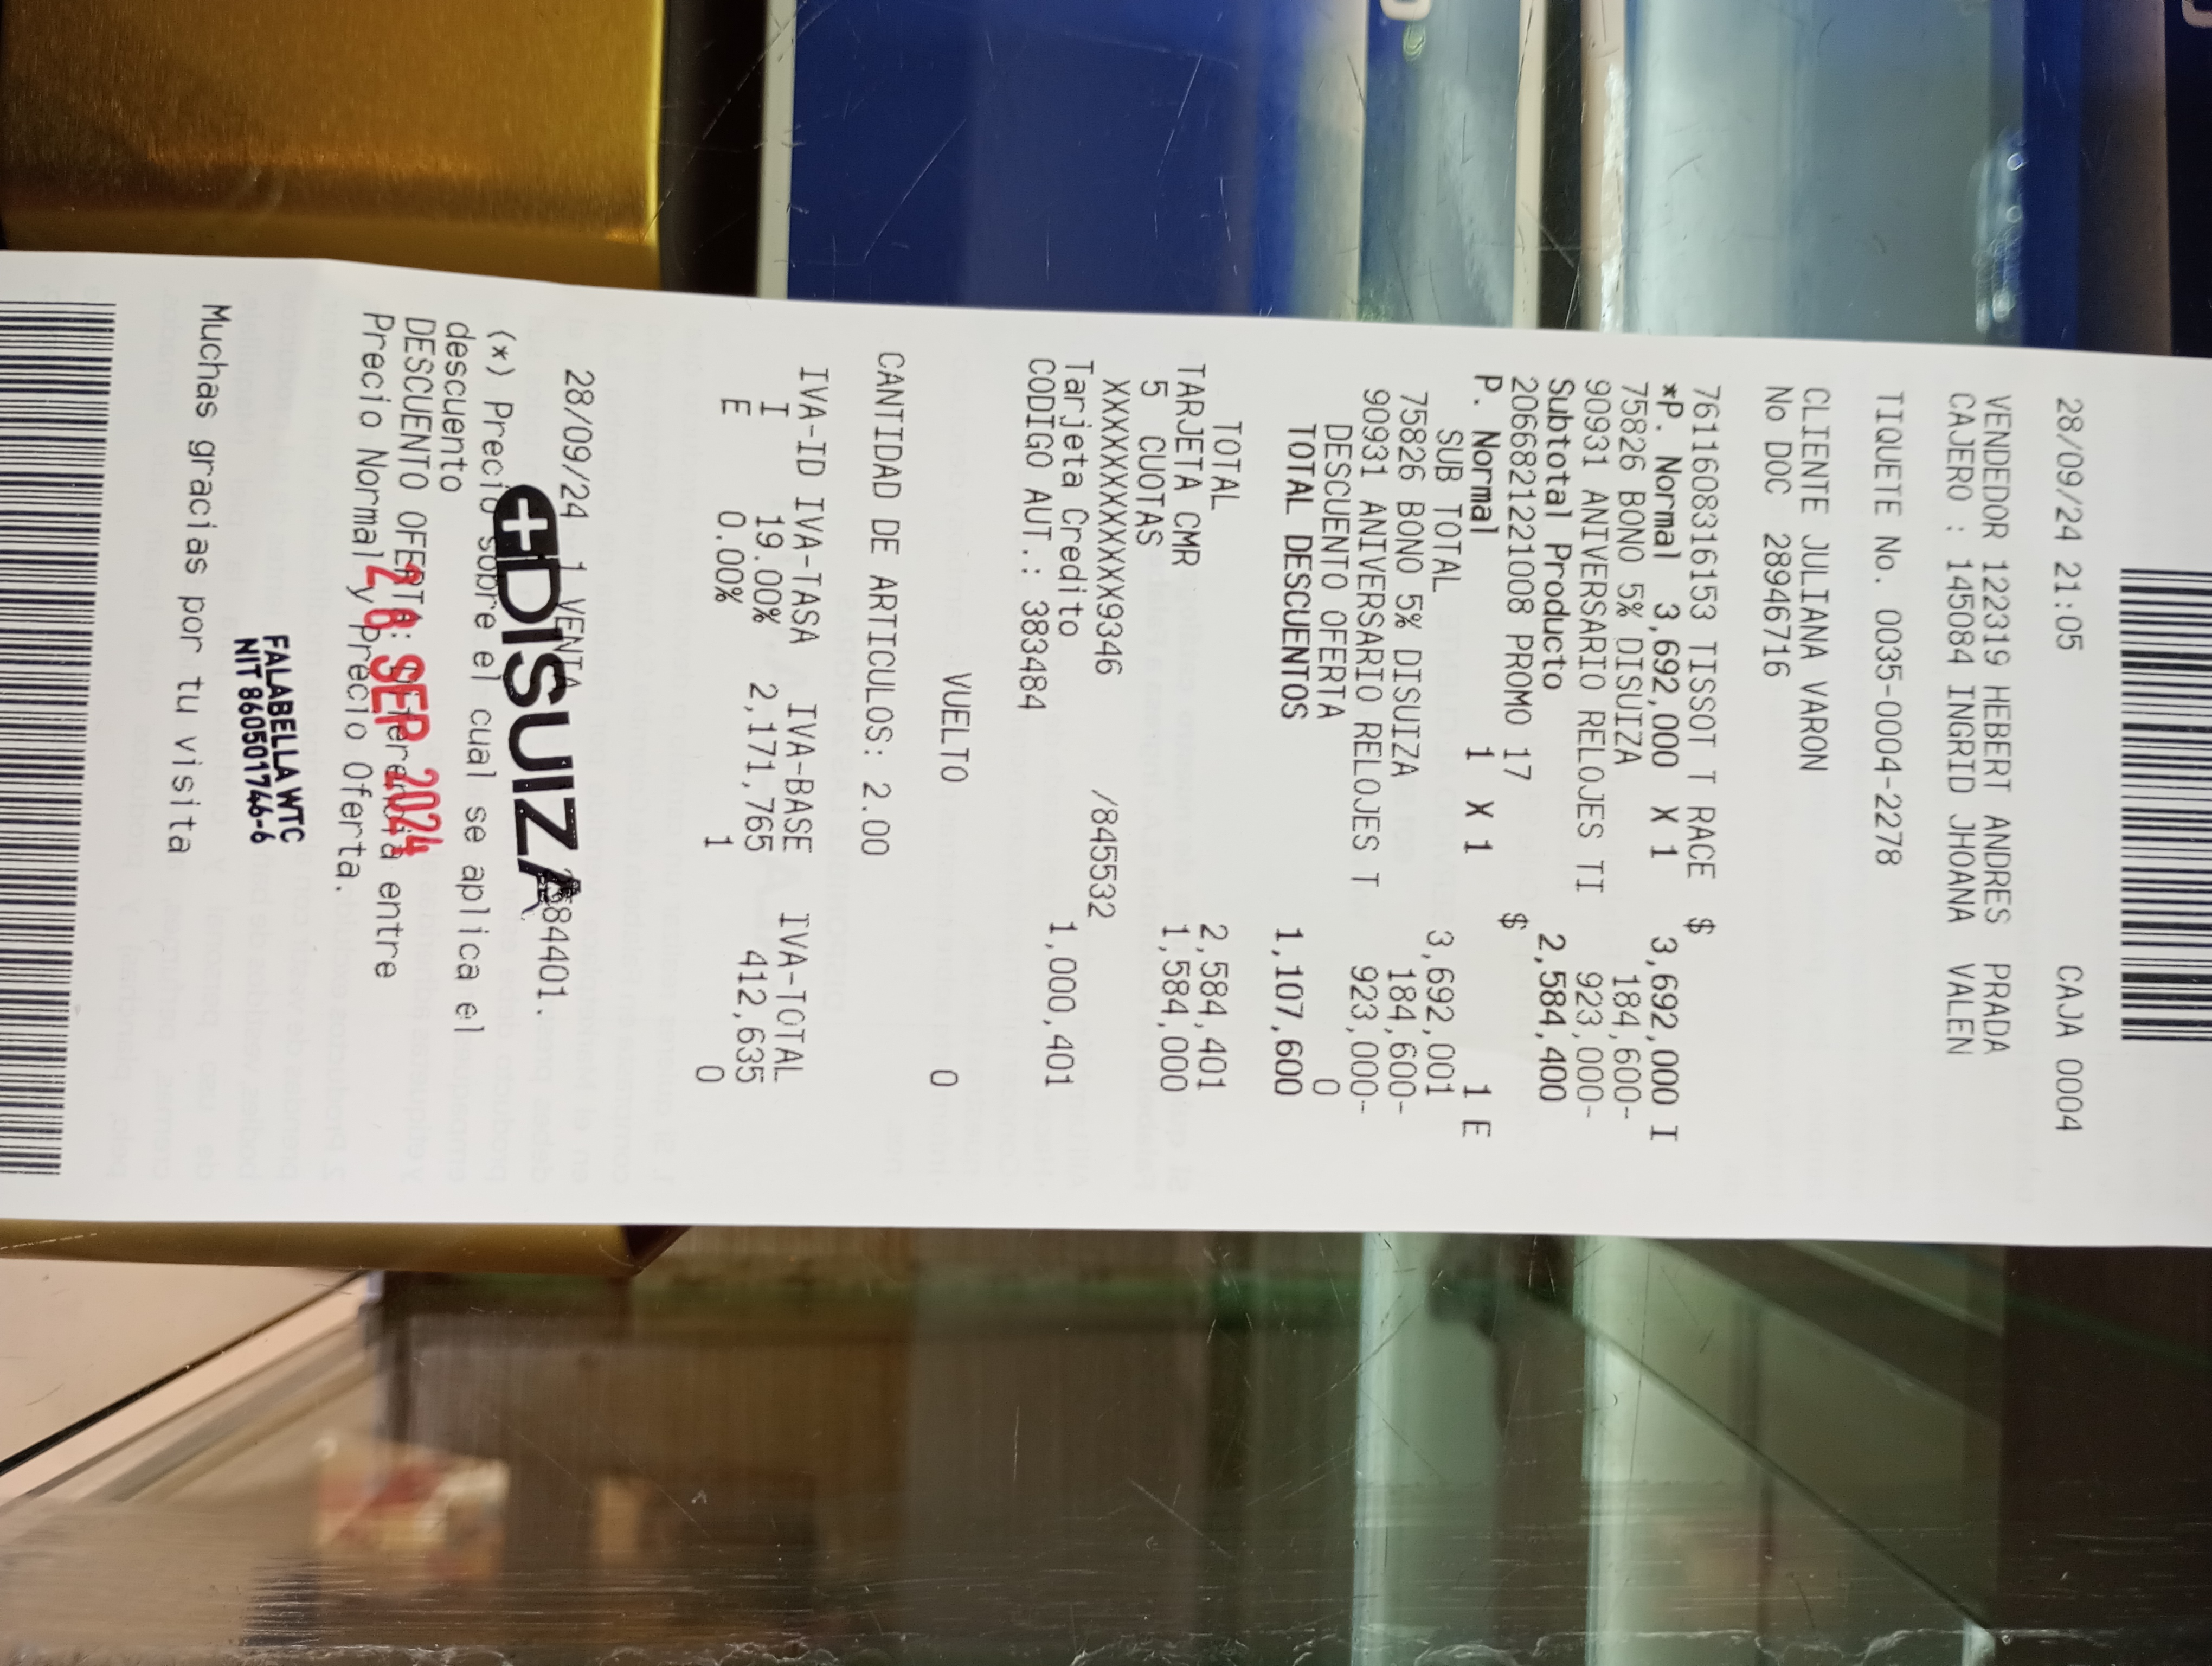 28/09/24 21:05 CAJA 0004
VENDEDOR 122319 HEBERT ANDRES PRADA
CAJERO : 145084 INGRID JHOANA VALEN
TIQUETE No. 0035-0004-2278
CLIENTE JULIANA VARON
No DOC 28946716
7611608316153 TISSOT T RACE $
*P. Normal 3,692,000 X 1 3,692,000 I
75826 BONO 5% DISUIZA 184,600-
90931 ANIVERSARIO RELOJES TI 923,000-
Subtotal Producto 2,584,400
2066821221008 PROMO 17 $
P. Normal 1 X 1 1 E
SUB TOTAL 3,692,001
75826 BONO 5% DISUIZA 184,600-
90931 ANIVERSARIO RELOJES T 923,000-
DESCUENTO OFERTA 0
TOTAL DESCUENTOS 1,107,600
TOTAL 2,584,401
TARJETA CMR 1,584,000
5 CUOTAS
XXXXXXXXXXXX9346 /845532
Tarjeta Credito 1,000,401
CODIGO AUT.: 383484
VUELTO 0
CANTIDAD DE ARTICULOS: 2.00
IVA-ID IVA-TASA IVA-BASE IVA-TOTAL
I 19.00% 2,171,765 412,635
E 0.00% 1 0
28/09/24 1 VENTA 2584401.
DISUIZA
(*) Precio sobre el cual se aplica el
descuento
DESCUENTO OFERTA: Diferencia entre
Precio Normal y Precio Oferta.
28 SEP 2024
FALABELLA WTC
NIT 860501746-6
Muchas gracias por tu visita